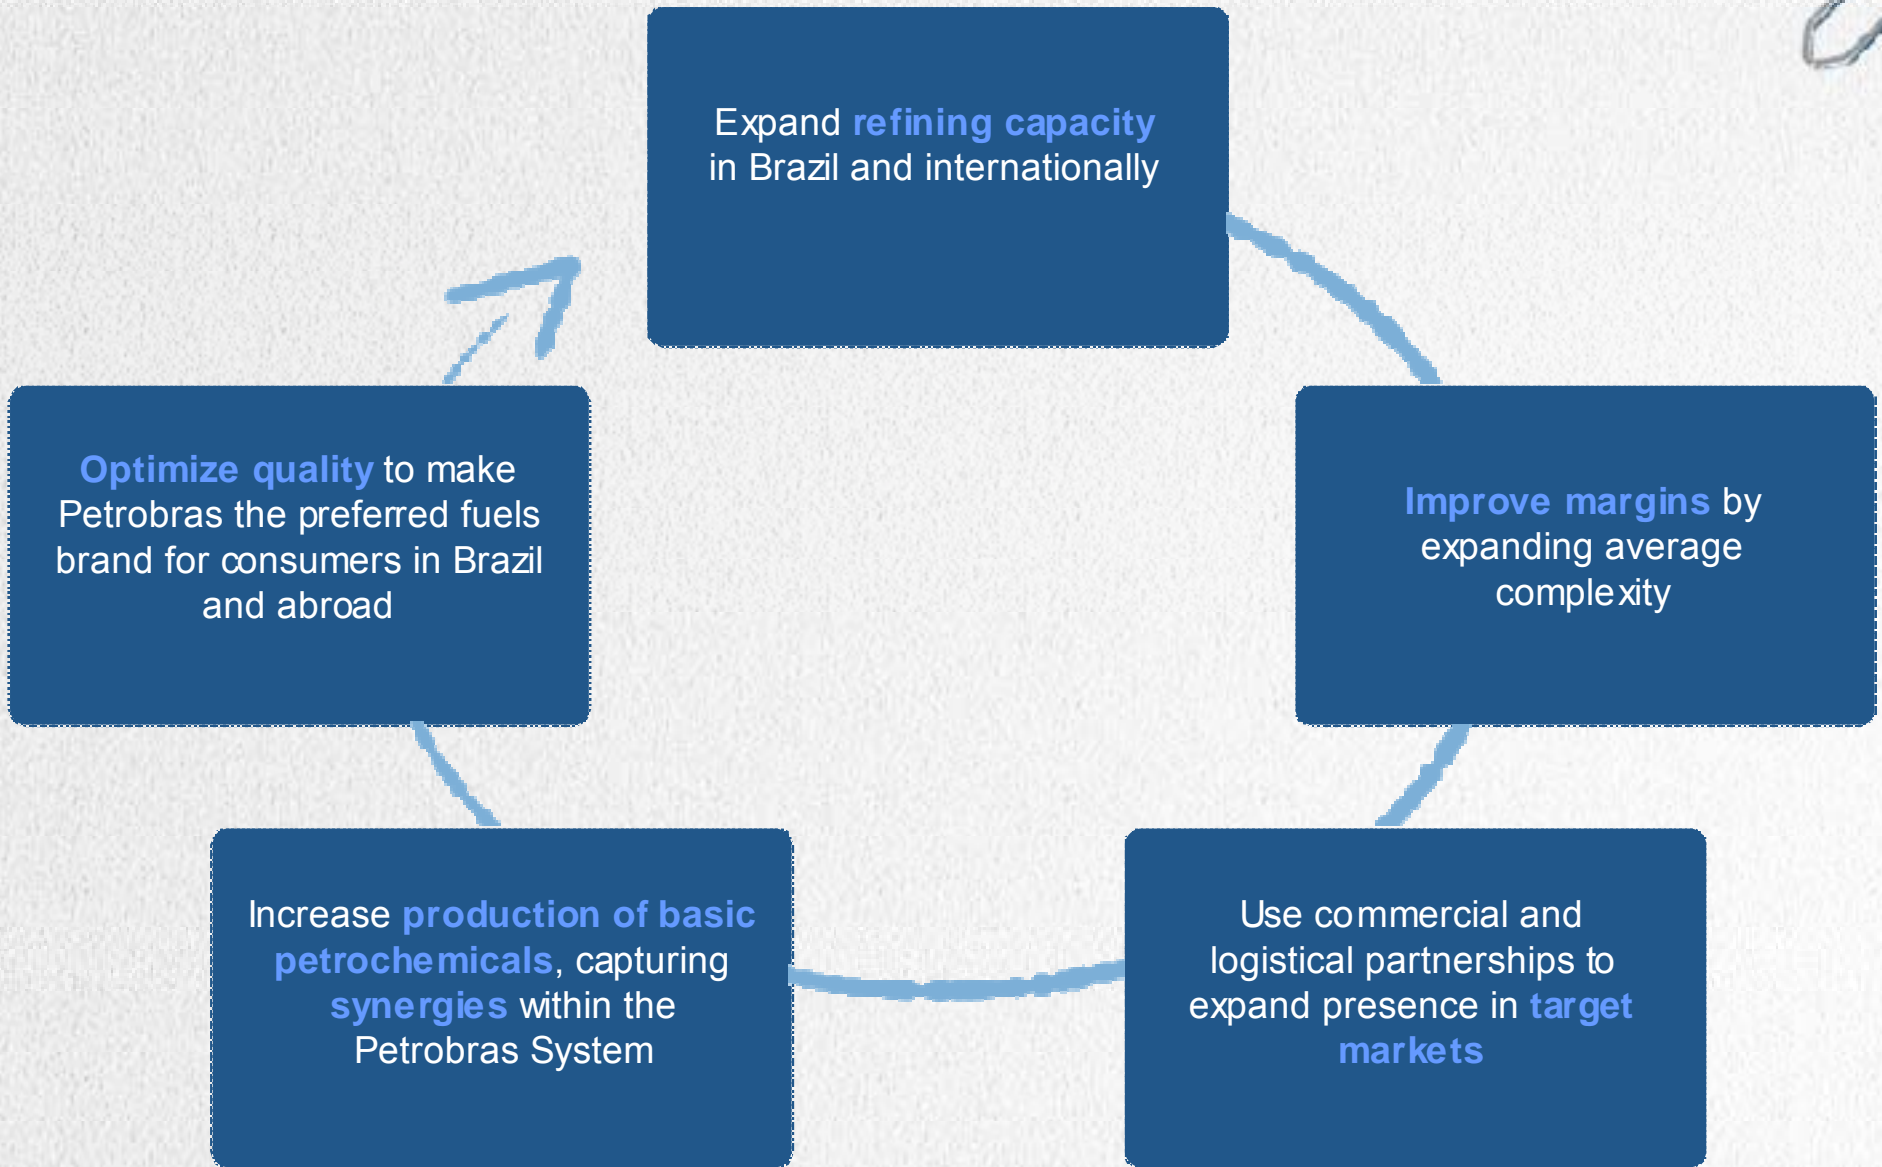 Expand refining capacity
in Brazil and internationally
Improve margins by
expanding average
complexity
Use commercial and
logistical partnerships to
expand presence in target
markets
Increase production of basic
petrochemicals, capturing
synergies within the
Petrobras System
Optimize quality to make
Petrobras the preferred fuels
brand for consumers in Brazil
and abroad